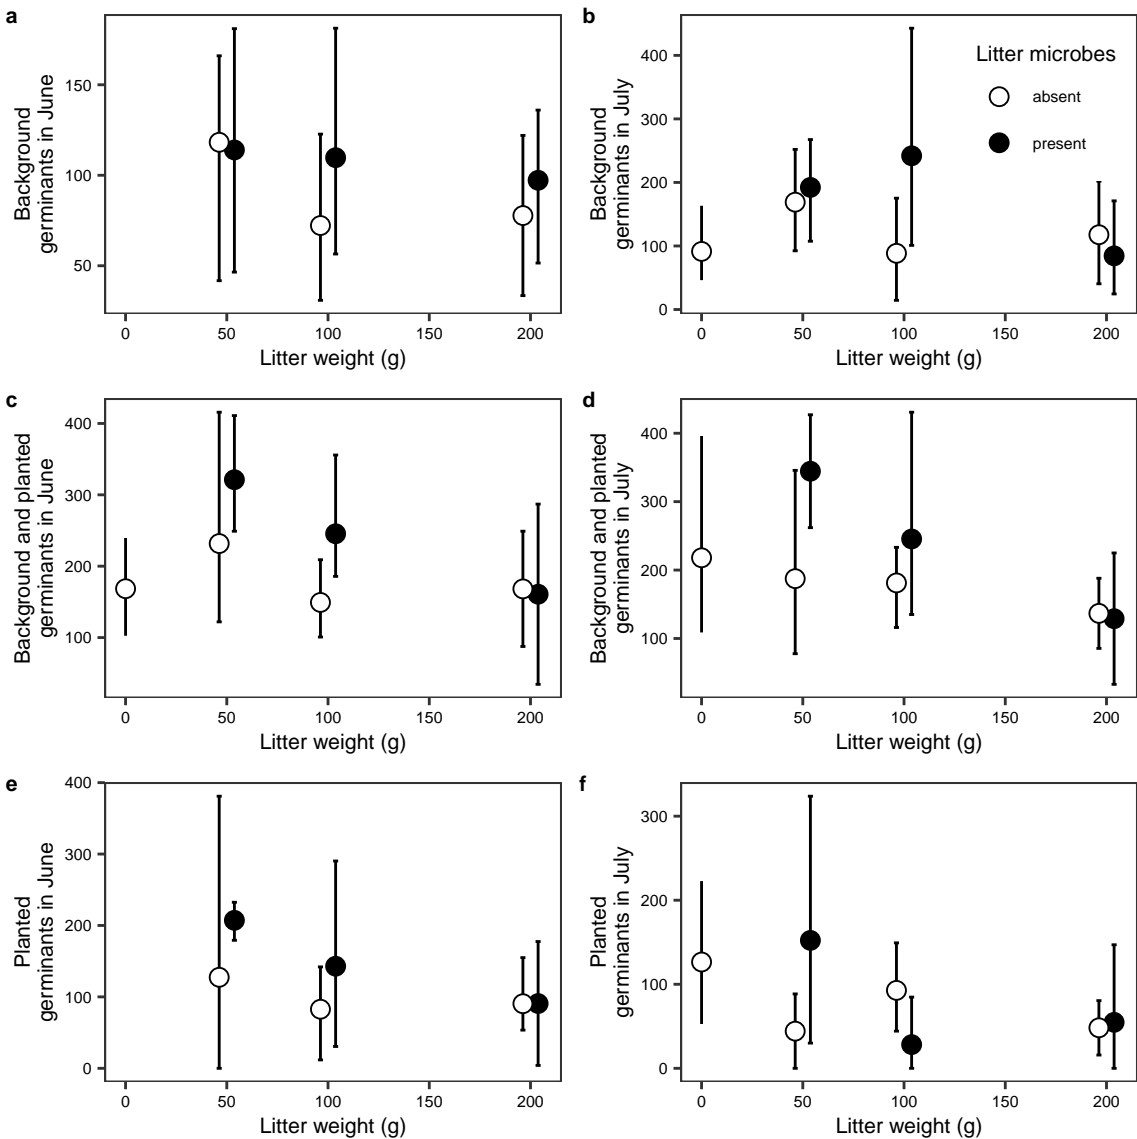 a
Background
germinants in June
150
100
50
0
50
100
150
200
Litter weight (g)
b
Background
germinants in July
400
300
200
100
0
0
50
100
150
200
Litter weight (g)
Litter microbes
absent
present
c
Background and planted
germinants in June
400
300
200
100
0
50
100
150
200
Litter weight (g)
d
Background and planted
germinants in July
400
300
200
100
0
50
100
150
200
Litter weight (g)
e
Planted
germinants in June
400
300
200
100
0
0
50
100
150
200
Litter weight (g)
f
Planted
germinants in July
300
200
100
0
0
50
100
150
200
Litter weight (g)